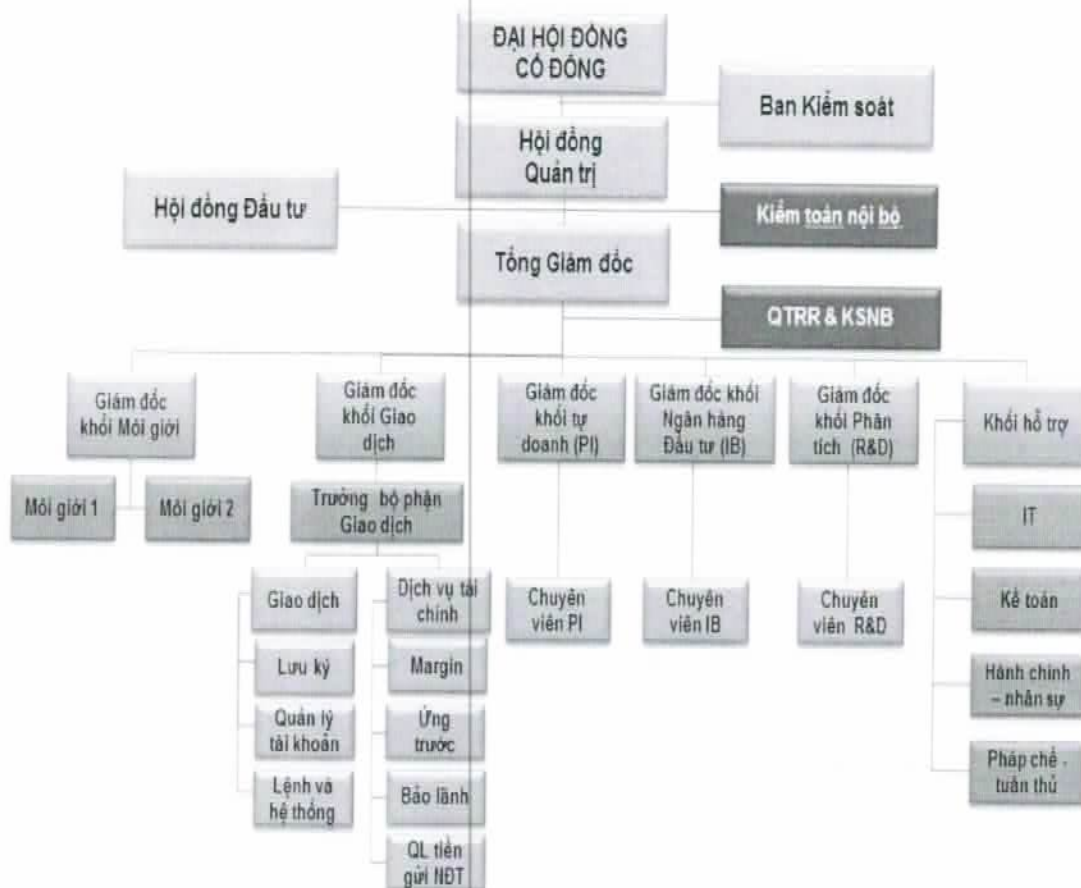 ĐẠI HỘI ĐỒNG
CỔ ĐÔNG
Ban Kiểm soát
Hội đồng
Quản trị
Hội đồng Đầu tư
Kiểm toán nội bộ
Tổng Giám đốc
QTRR & KSNB
Giám đốc
khối Môi giới
Giám đốc
khối Giao
dịch
Giám đốc
khối tự
doanh (PI)
Giám đốc khối
Ngân hàng
Đầu tư (IB)
Giám đốc
khối Phân
tích (R&D)
Khối hỗ trợ
Môi giới 1
Môi giới 2
Trưởng bộ phận
Giao dịch
IT
Giao dịch
Dịch vụ tài
chính
Chuyên
viên PI
Chuyên
viên IB
Chuyên
viên R&D
Kế toán
Lưu ký
Margin
Hành chính
– nhân sự
Quản lý
tài khoản
Ứng
trước
Pháp chế -
tuân thủ
Lệnh và
hệ thống
Bảo lãnh
QL tiền
gửi NĐT